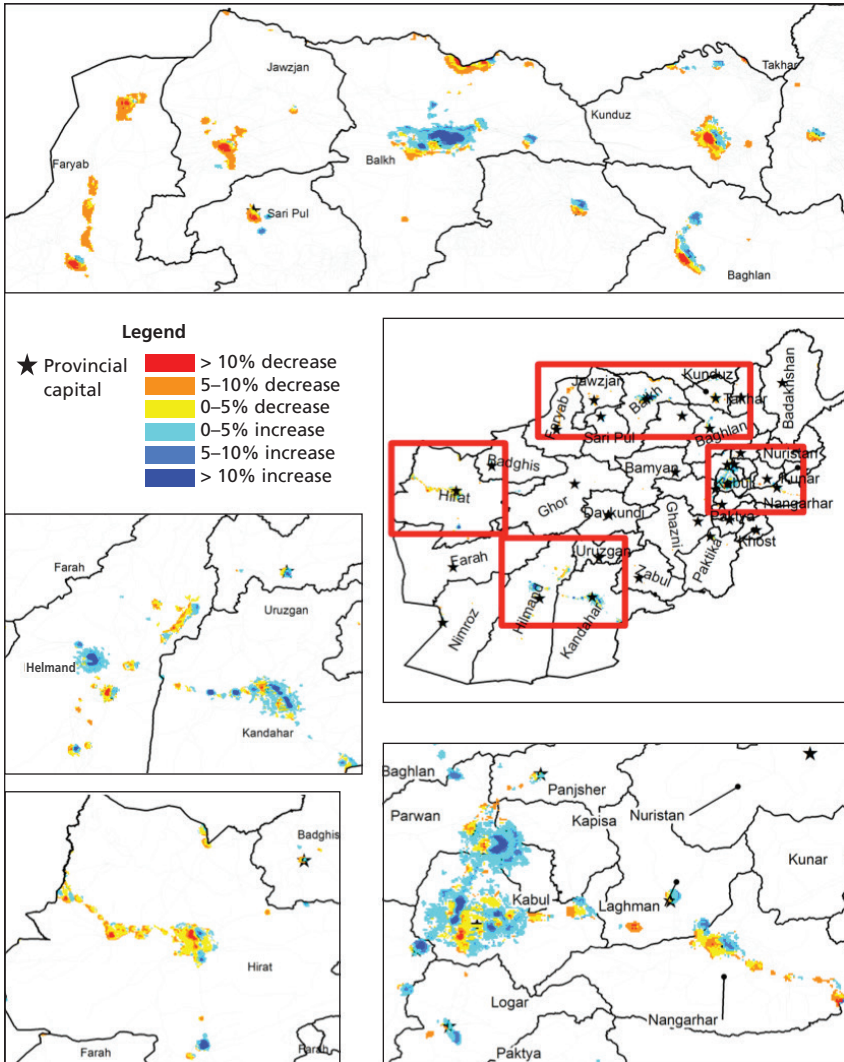 Jawzjan
Takhar
Kunduz
Faryab
Balkh
Sari Pul
Baghlan
Legend
Provincial
capital
> 10% decrease
5–10% decrease
0–5% decrease
0–5% increase
5–10% increase
> 10% increase
Kunduz
Jawzjan
Balkh
Takhar
Badakhshan
Faryab
Sari Pul
Baghlan
Badghis
Nuristan
Bamyan
Kabul
Kunar
Hirat
Ghor
Nangarhar
Daykundi
Ghazni
Paktya
Khost
Uruzgan
Farah
Zabul
Paktika
Hilmand
Nimroz
Kandahar
Farah
Uruzgan
Helmand
Kandahar
Baghlan
Panjsher
Parwan
Nuristan
Kapisa
Kunar
Kabul
Laghman
Logar
Nangarhar
Paktya
Badghis
Hirat
Farah
Farah